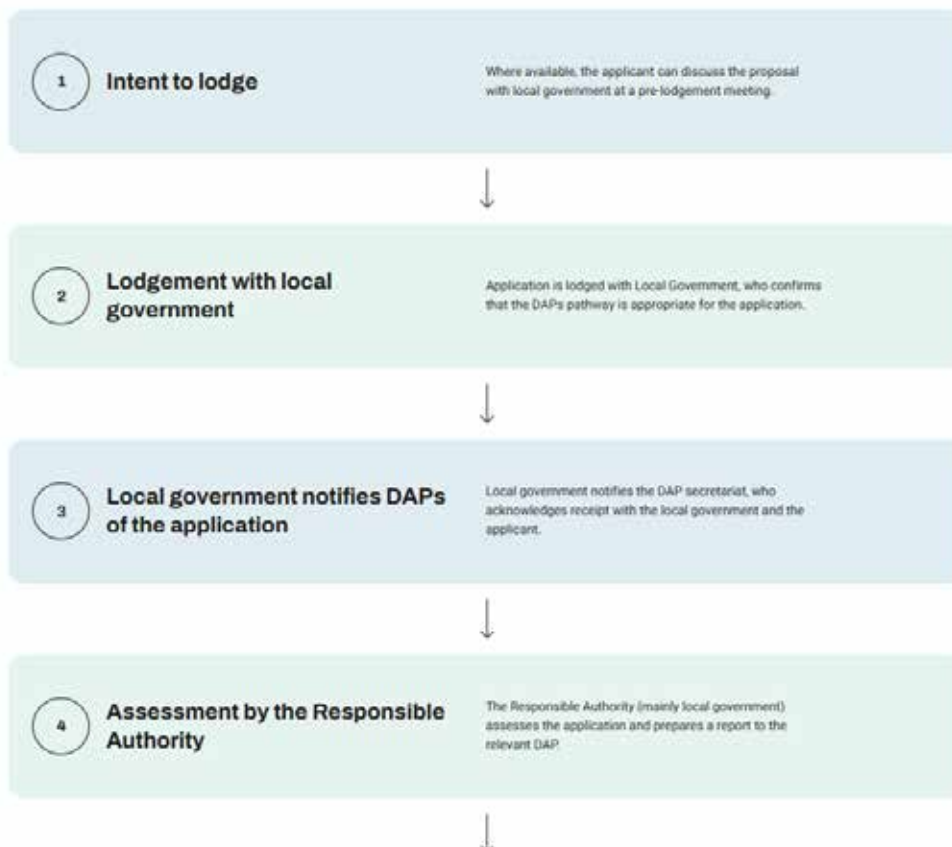 1
Intent to lodge
Where available, the applicant can discuss the proposal
with local government at a pre-lodgement meeting.
2
Lodgement with local
government
Application is lodged with Local Government, who confirms
that the DAPs pathway is appropriate for the application.
3
Local government notifies DAPs
of the application
Local government notifies the DAP secretariat, who
acknowledges receipt with the local government and the
applicant.
4
Assessment by the Responsible
Authority
The Responsible Authority (mainly local government)
assesses the application and prepares a report to the
relevant DAP.